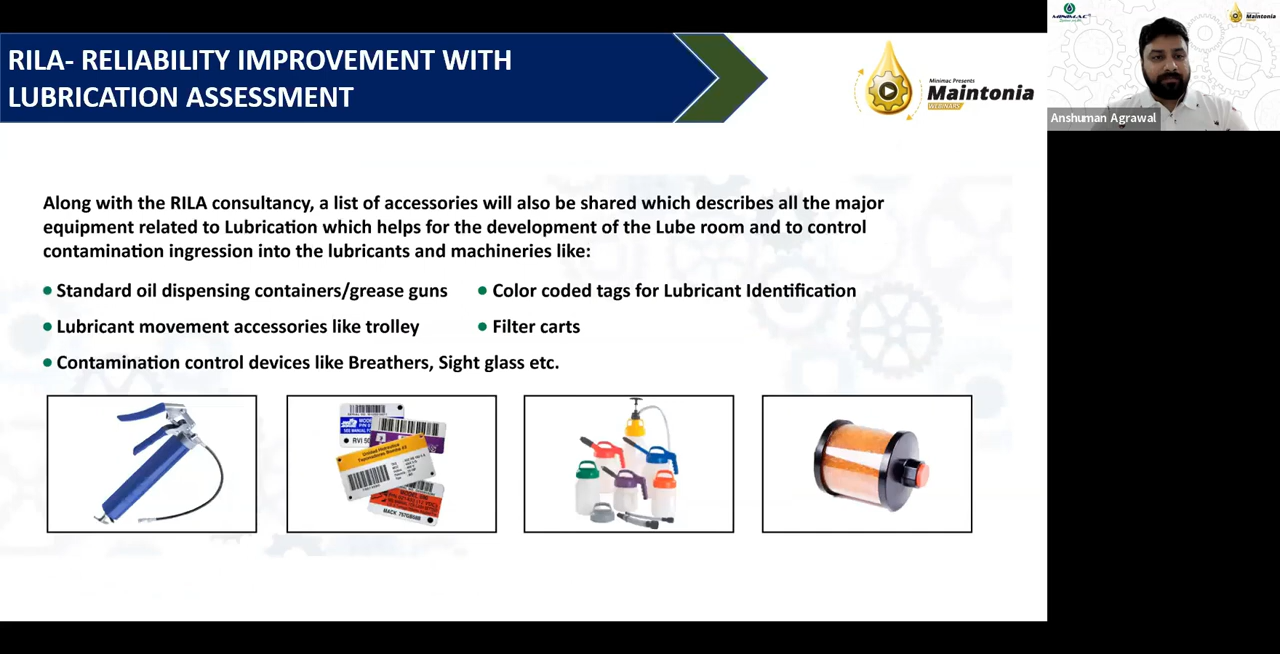 RILA- RELIABILITY IMPROVEMENT WITH
LUBRICATION ASSESSMENT
Minimac Presents
Maintonia
WEBINARS
MINIMAC
Maintonia
Anshuman Agrawal
Along with the RILA consultancy, a list of accessories will also be shared which describes all the major
equipment related to Lubrication which helps for the development of the Lube room and to control
contamination ingression into the lubricants and machineries like:
Standard oil dispensing containers/grease guns
Color coded tags for Lubricant Identification
Lubricant movement accessories like trolley
Filter carts
Contamination control devices like Breathers, Sight glass etc.